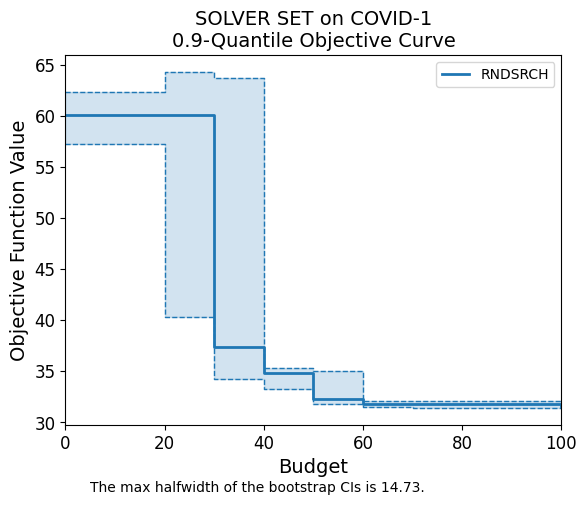 SOLVER SET on COVID-1
0.9-Quantile Objective Curve
RNDSRCH
Objective Function Value
65
60
55
50
45
40
35
30
0 20 40 60 80 100
Budget
The max halfwidth of the bootstrap CIs is 14.73.